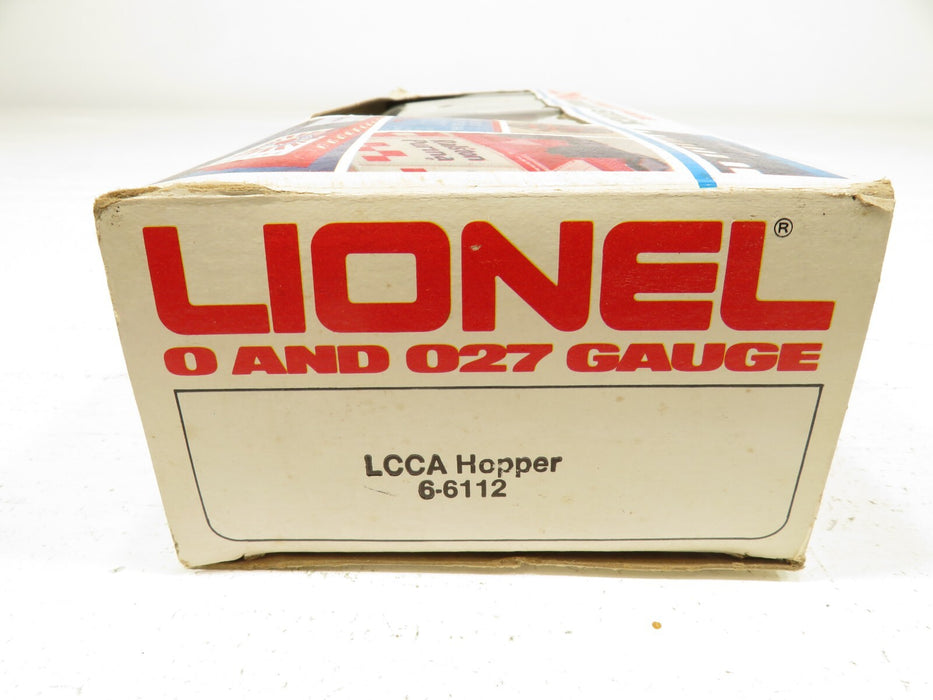 LIONEL®
O AND O27 GAUGE
LCCA Hopper
6-6112